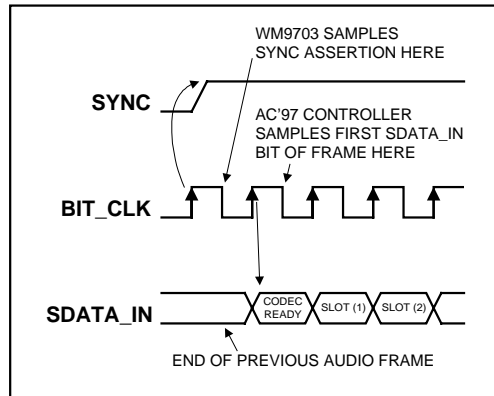 WM9703 SAMPLES
SYNC ASSERTION HERE
SYNC
AC'97 CONTROLLER
SAMPLES FIRST SDATA_IN
BIT OF FRAME HERE
BIT_CLK
SDATA_IN
CODEC
READY
SLOT (1)
SLOT (2)
END OF PREVIOUS AUDIO FRAME